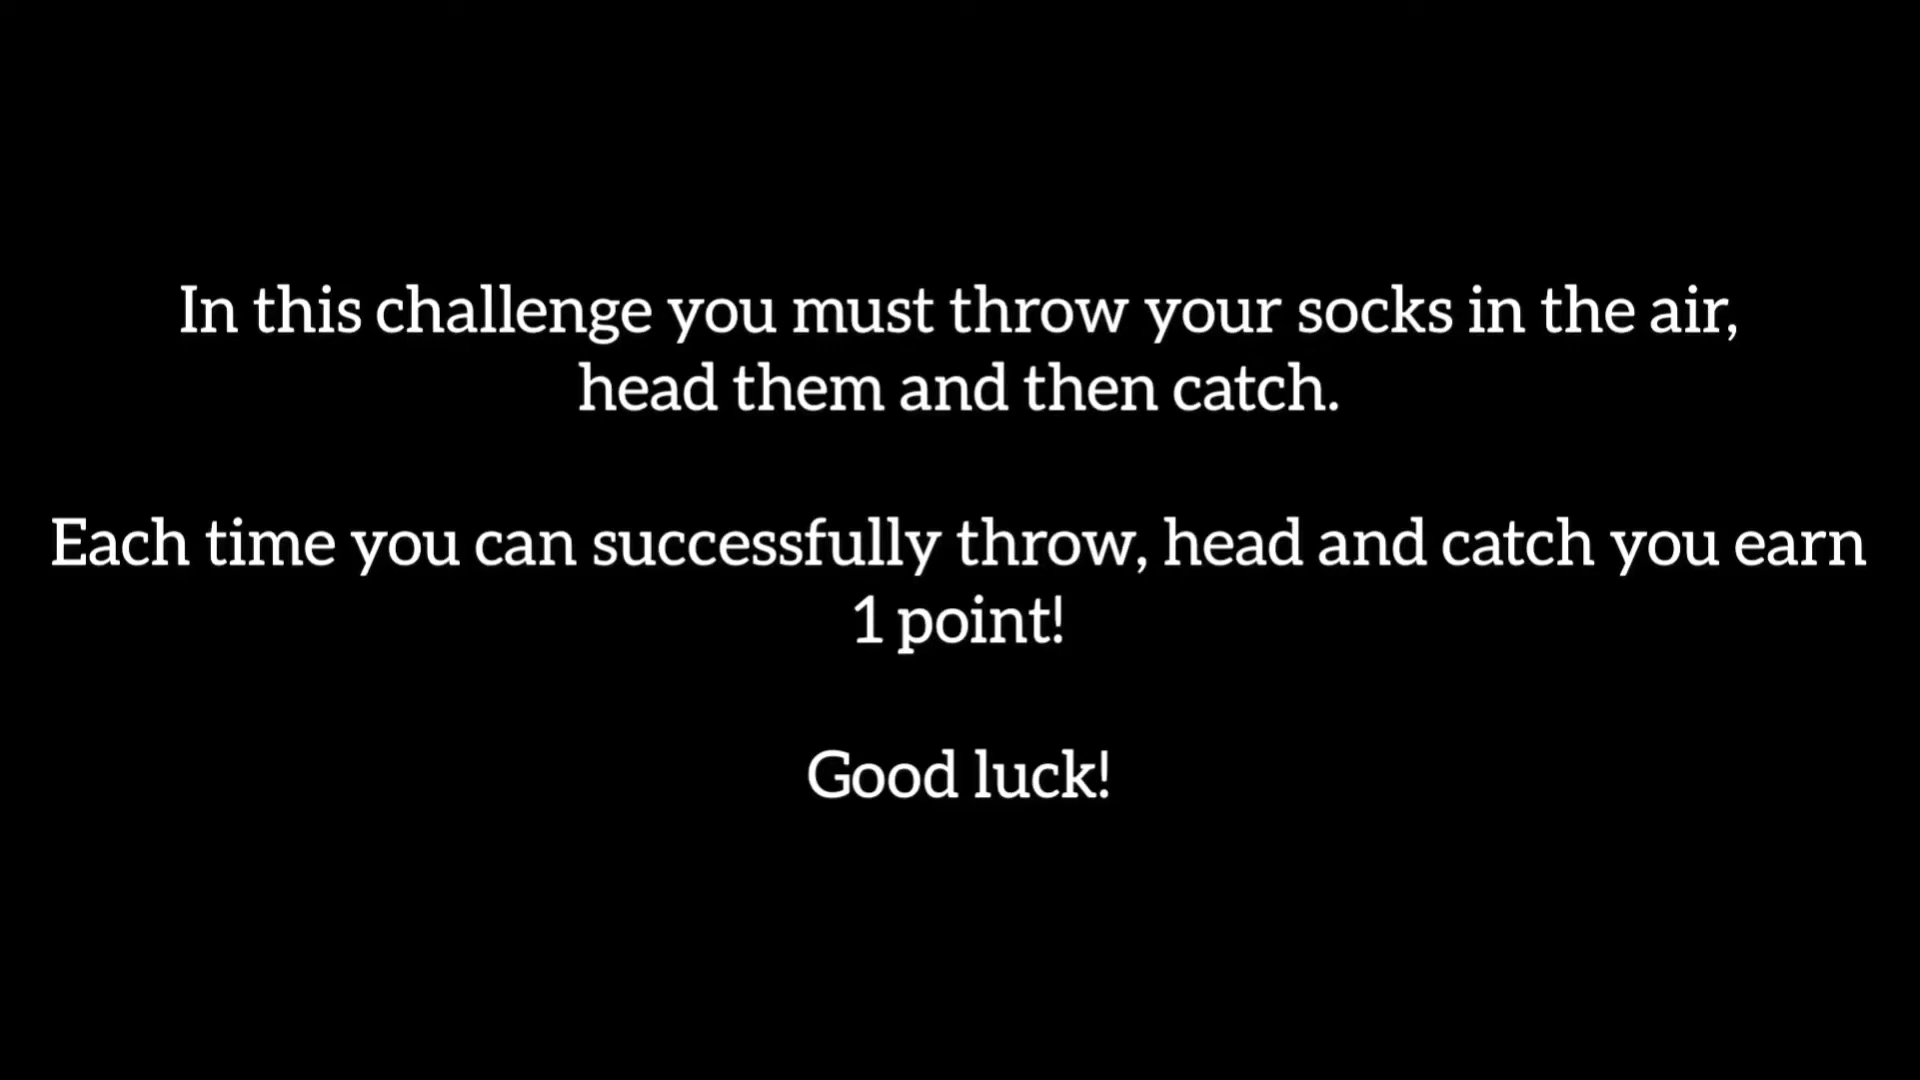 In this challenge you must throw your socks in the air,
head them and then catch.
Each time you can successfully throw, head and catch you earn
1 point!
Good luck!